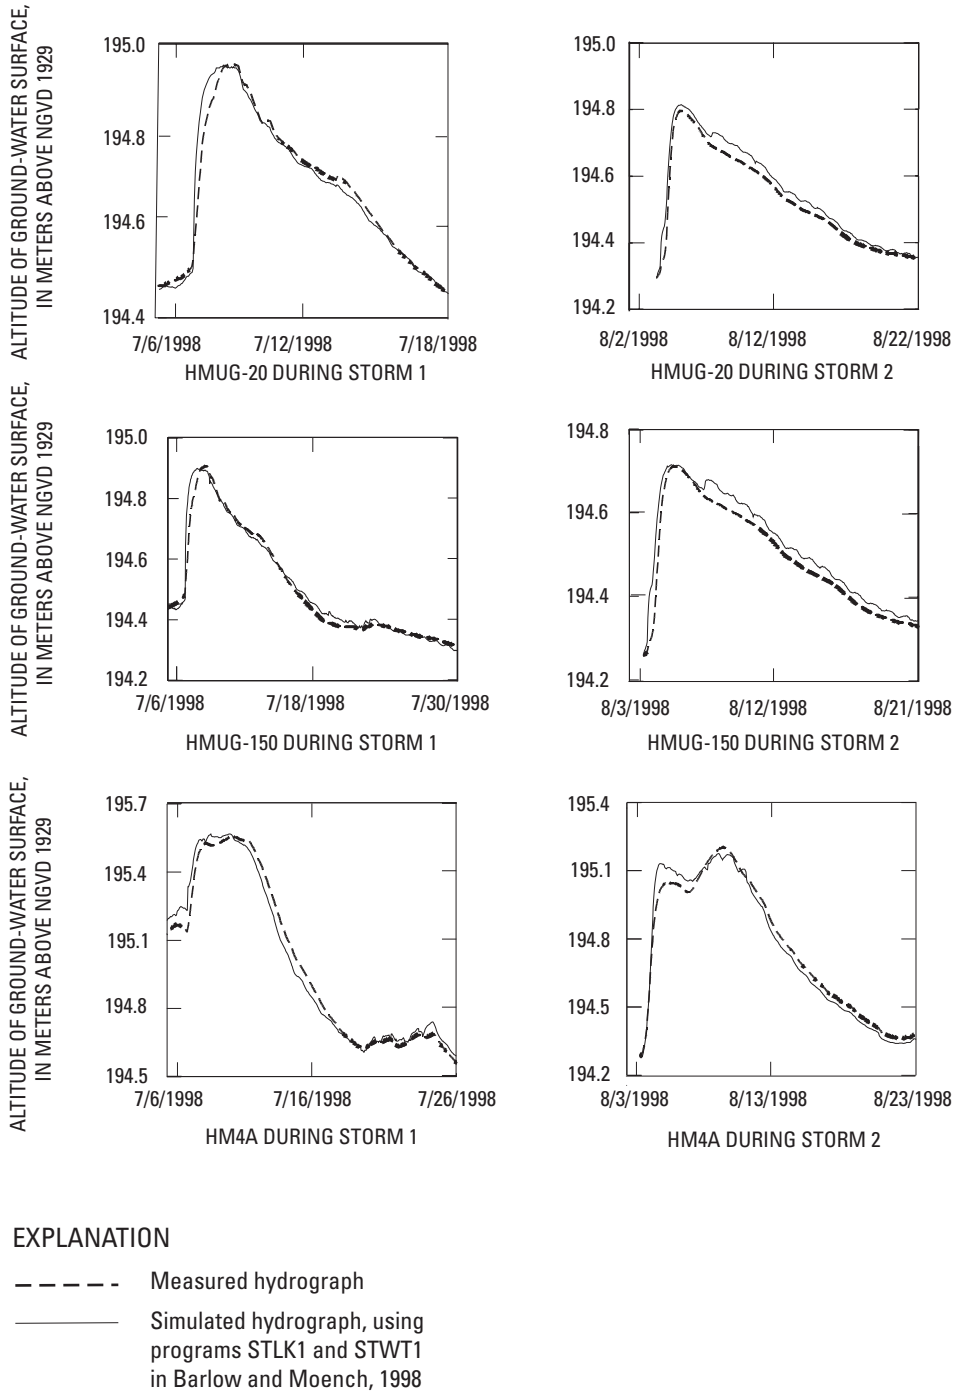 ALTITUDE OF GROUND-WATER SURFACE,
IN METERS ABOVE NGVD 1929
195.0
194.8
194.6
194.4
7/6/1998
7/12/1998
7/18/1998
HMUG-20 DURING STORM 1
195.0
194.8
194.6
194.4
194.2
8/2/1998
8/12/1998
8/22/1998
HMUG-20 DURING STORM 2
ALTITUDE OF GROUND-WATER SURFACE,
IN METERS ABOVE NGVD 1929
195.0
194.8
194.6
194.4
194.2
7/6/1998
7/18/1998
7/30/1998
HMUG-150 DURING STORM 1
194.8
194.6
194.4
194.2
8/3/1998
8/12/1998
8/21/1998
HMUG-150 DURING STORM 2
ALTITUDE OF GROUND-WATER SURFACE,
IN METERS ABOVE NGVD 1929
195.7
195.4
195.1
194.8
194.5
7/6/1998
7/16/1998
7/26/1998
HM4A DURING STORM 1
195.4
195.1
194.8
194.5
194.2
8/3/1998
8/13/1998
8/23/1998
HM4A DURING STORM 2
EXPLANATION
Measured hydrograph
Simulated hydrograph, using
programs STLK1 and STWT1
in Barlow and Moench, 1998